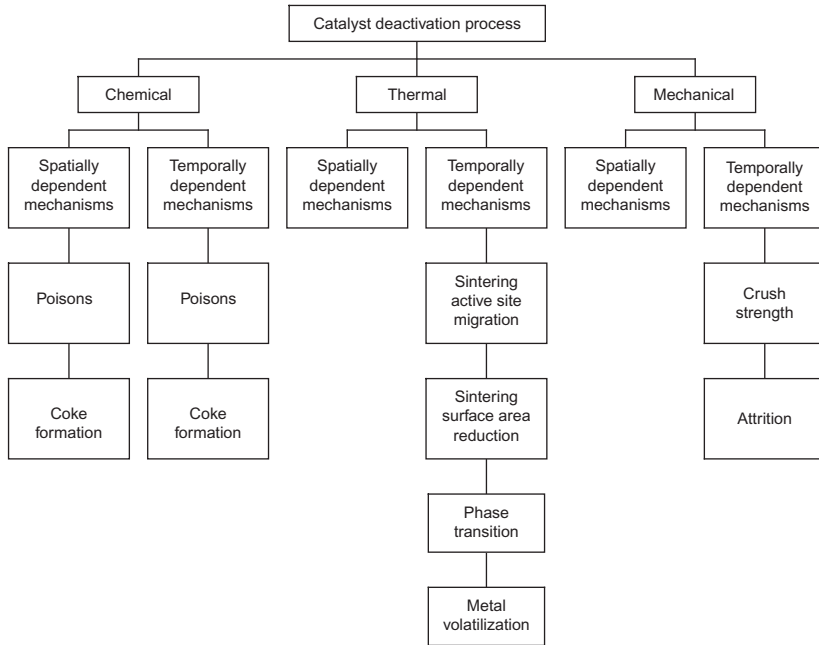 Catalyst deactivation process
Chemical
Thermal
Mechanical
Spatially
dependent
mechanisms
Temporally
dependent
mechanisms
Spatially
dependent
mechanisms
Temporally
dependent
mechanisms
Spatially
dependent
mechanisms
Temporally
dependent
mechanisms
Poisons
Poisons
Sintering
active site
migration
Crush
strength
Coke
formation
Coke
formation
Sintering
surface area
reduction
Attrition
Phase
transition
Metal
volatilization